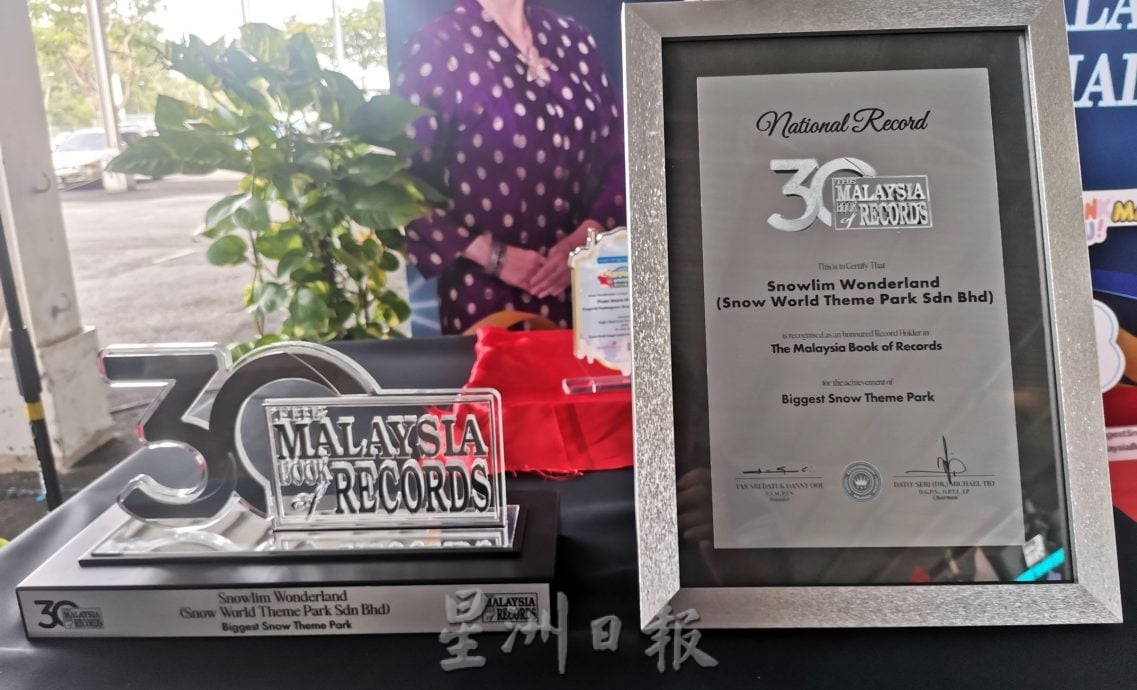 30
THE
MALAYSIA
BOOK
of RECORDS
30
Snowlim Wonderland
(Snow World Theme Park Sdn Bhd)
Biggest Snow Theme Park
MALAYSIA
RECORDS
National Record
30
THE
MALAYSIA
BOOK
of RECORDS
This is to Certify That
Snowlim Wonderland
(Snow World Theme Park Sdn Bhd)
is recognised as an honoured Record Holder in
The Malaysia Book of Records
for the achievement of
Biggest Snow Theme Park
TAN SRI DATUK DANNY OOI
Founder
DATO' SERI (DR.) MICHAEL TIO
Chairman
星洲日報